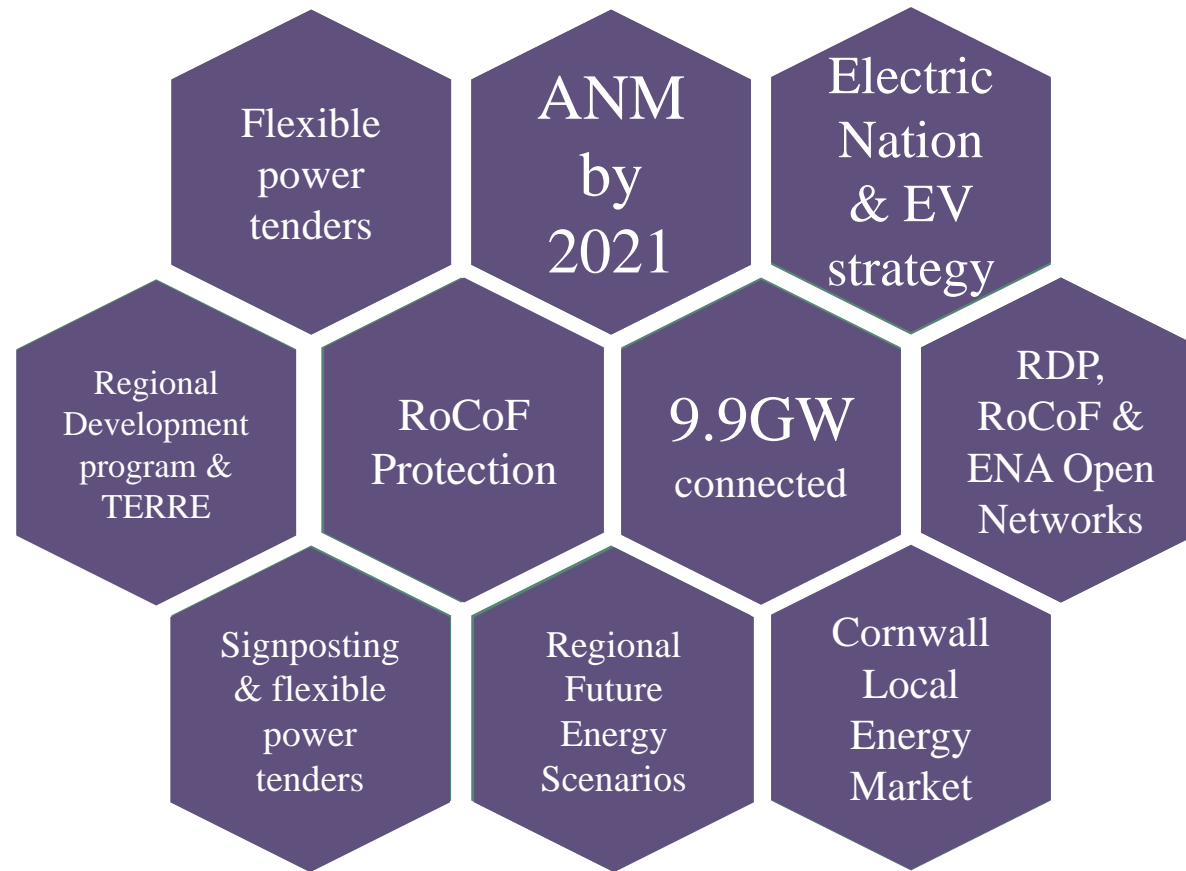 Flexible
power
tenders
ANM
by
2021
Electric
Nation
& EV
strategy
Regional
Development
program &
TERRE
RoCoF
Protection
9.9GW
connected
RDP,
RoCoF &
ENA Open
Networks
Signposting
& flexible
power
tenders
Regional
Future
Energy
Scenarios
Cornwall
Local
Energy
Market